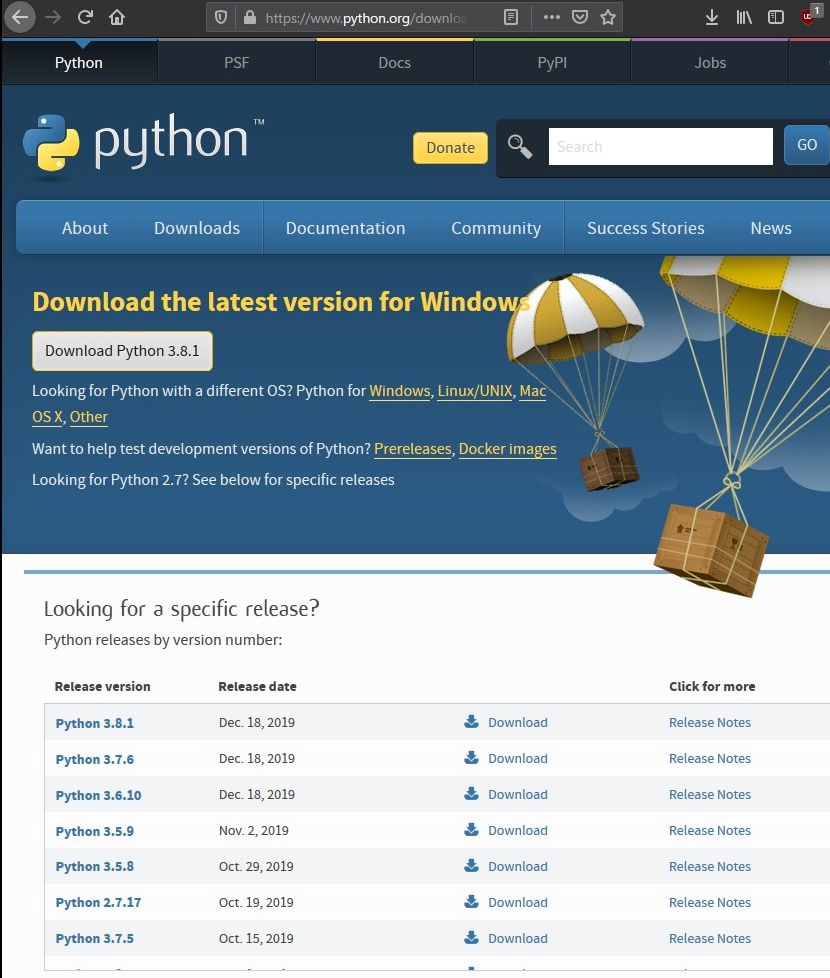 https://www.python.org/downlo
1
Python PSF Docs PyPI Jobs
python™
Donate
Search
GO
About Downloads Documentation Community Success Stories News
Download the latest version for Windows
Download Python 3.8.1
Looking for Python with a different OS? Python for Windows, Linux/UNIX, Mac
OS X, Other
Want to help test development versions of Python? Prereleases, Docker images
Looking for Python 2.7? See below for specific releases
Looking for a specific release?
Python releases by version number:
Release version Release date Click for more
Python 3.8.1 Dec. 18, 2019 Download Release Notes
Python 3.7.6 Dec. 18, 2019 Download Release Notes
Python 3.6.10 Dec. 18, 2019 Download Release Notes
Python 3.5.9 Nov. 2, 2019 Download Release Notes
Python 3.5.8 Oct. 29, 2019 Download Release Notes
Python 2.7.17 Oct. 19, 2019 Download Release Notes
Python 3.7.5 Oct. 15, 2019 Download Release Notes